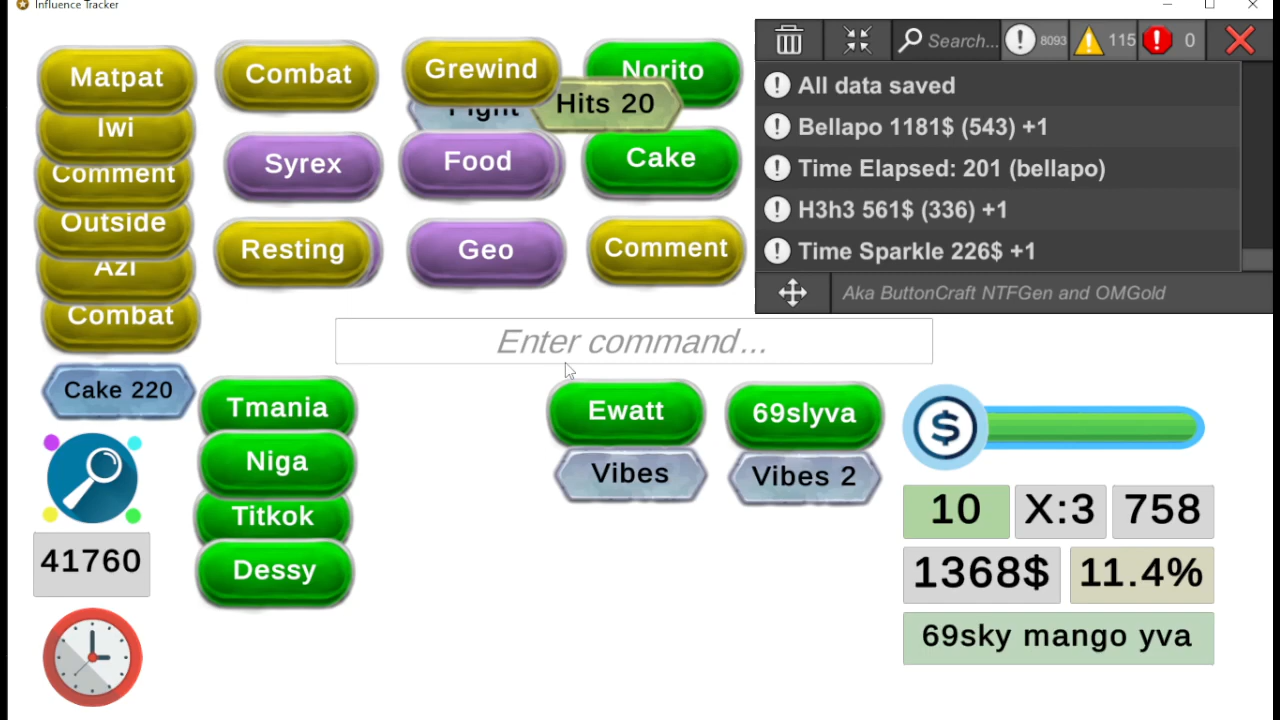 Influence Tracker
Matpat
Iwi
Comment
Outside
Azi
Combat
Cake 220
41760
Combat
Grewind
Norito
Fight
Hits 20
Syrex
Food
Cake
Resting
Geo
Comment
Search...
8093
115
0
All data saved
Bellapo 1181$ (543) +1
Time Elapsed: 201 (bellapo)
H3h3 561$ (336) +1
Time Sparkle 226$ +1
Aka ButtonCraft NTFGen and OMGold
Enter command...
Tmania
Niga
Titkok
Dessy
Ewatt
Vibes
69slyva
Vibes 2
$
10
X:3
758
1368$
11.4%
69sky mango yva